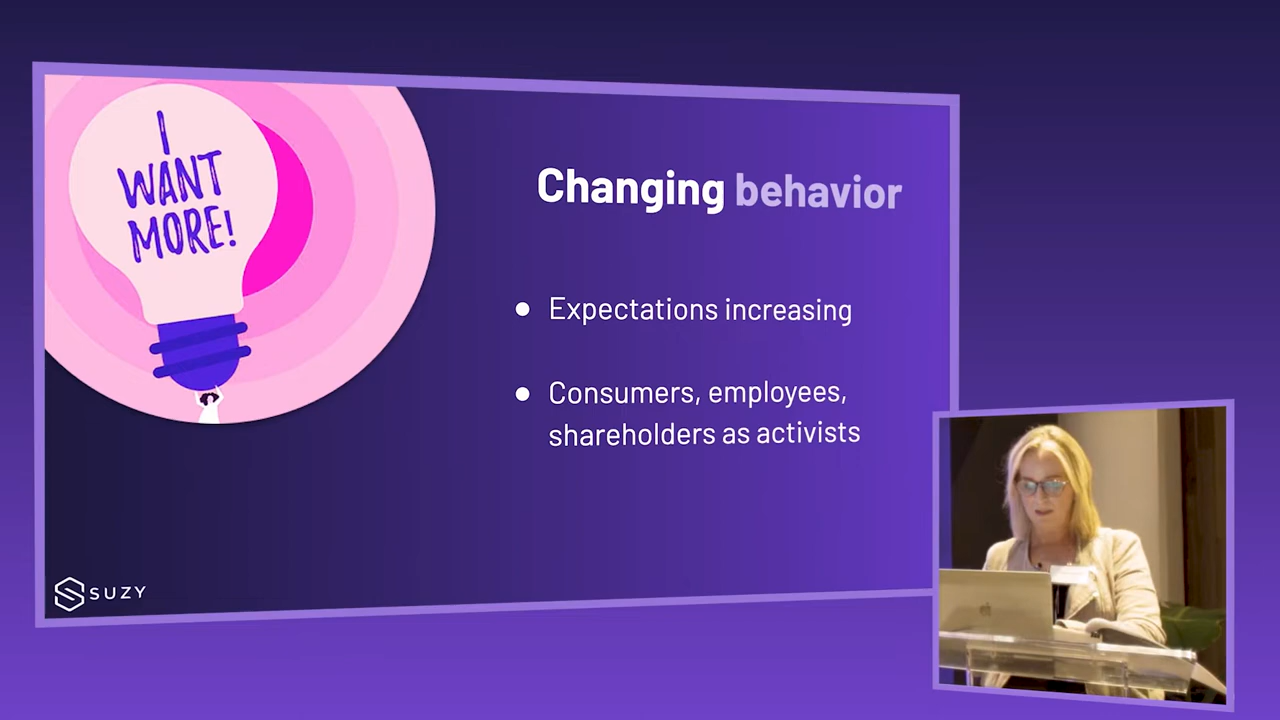 I
WANT
MORE!
Changing behavior
Expectations increasing
Consumers, employees,
shareholders as activists
SUZY